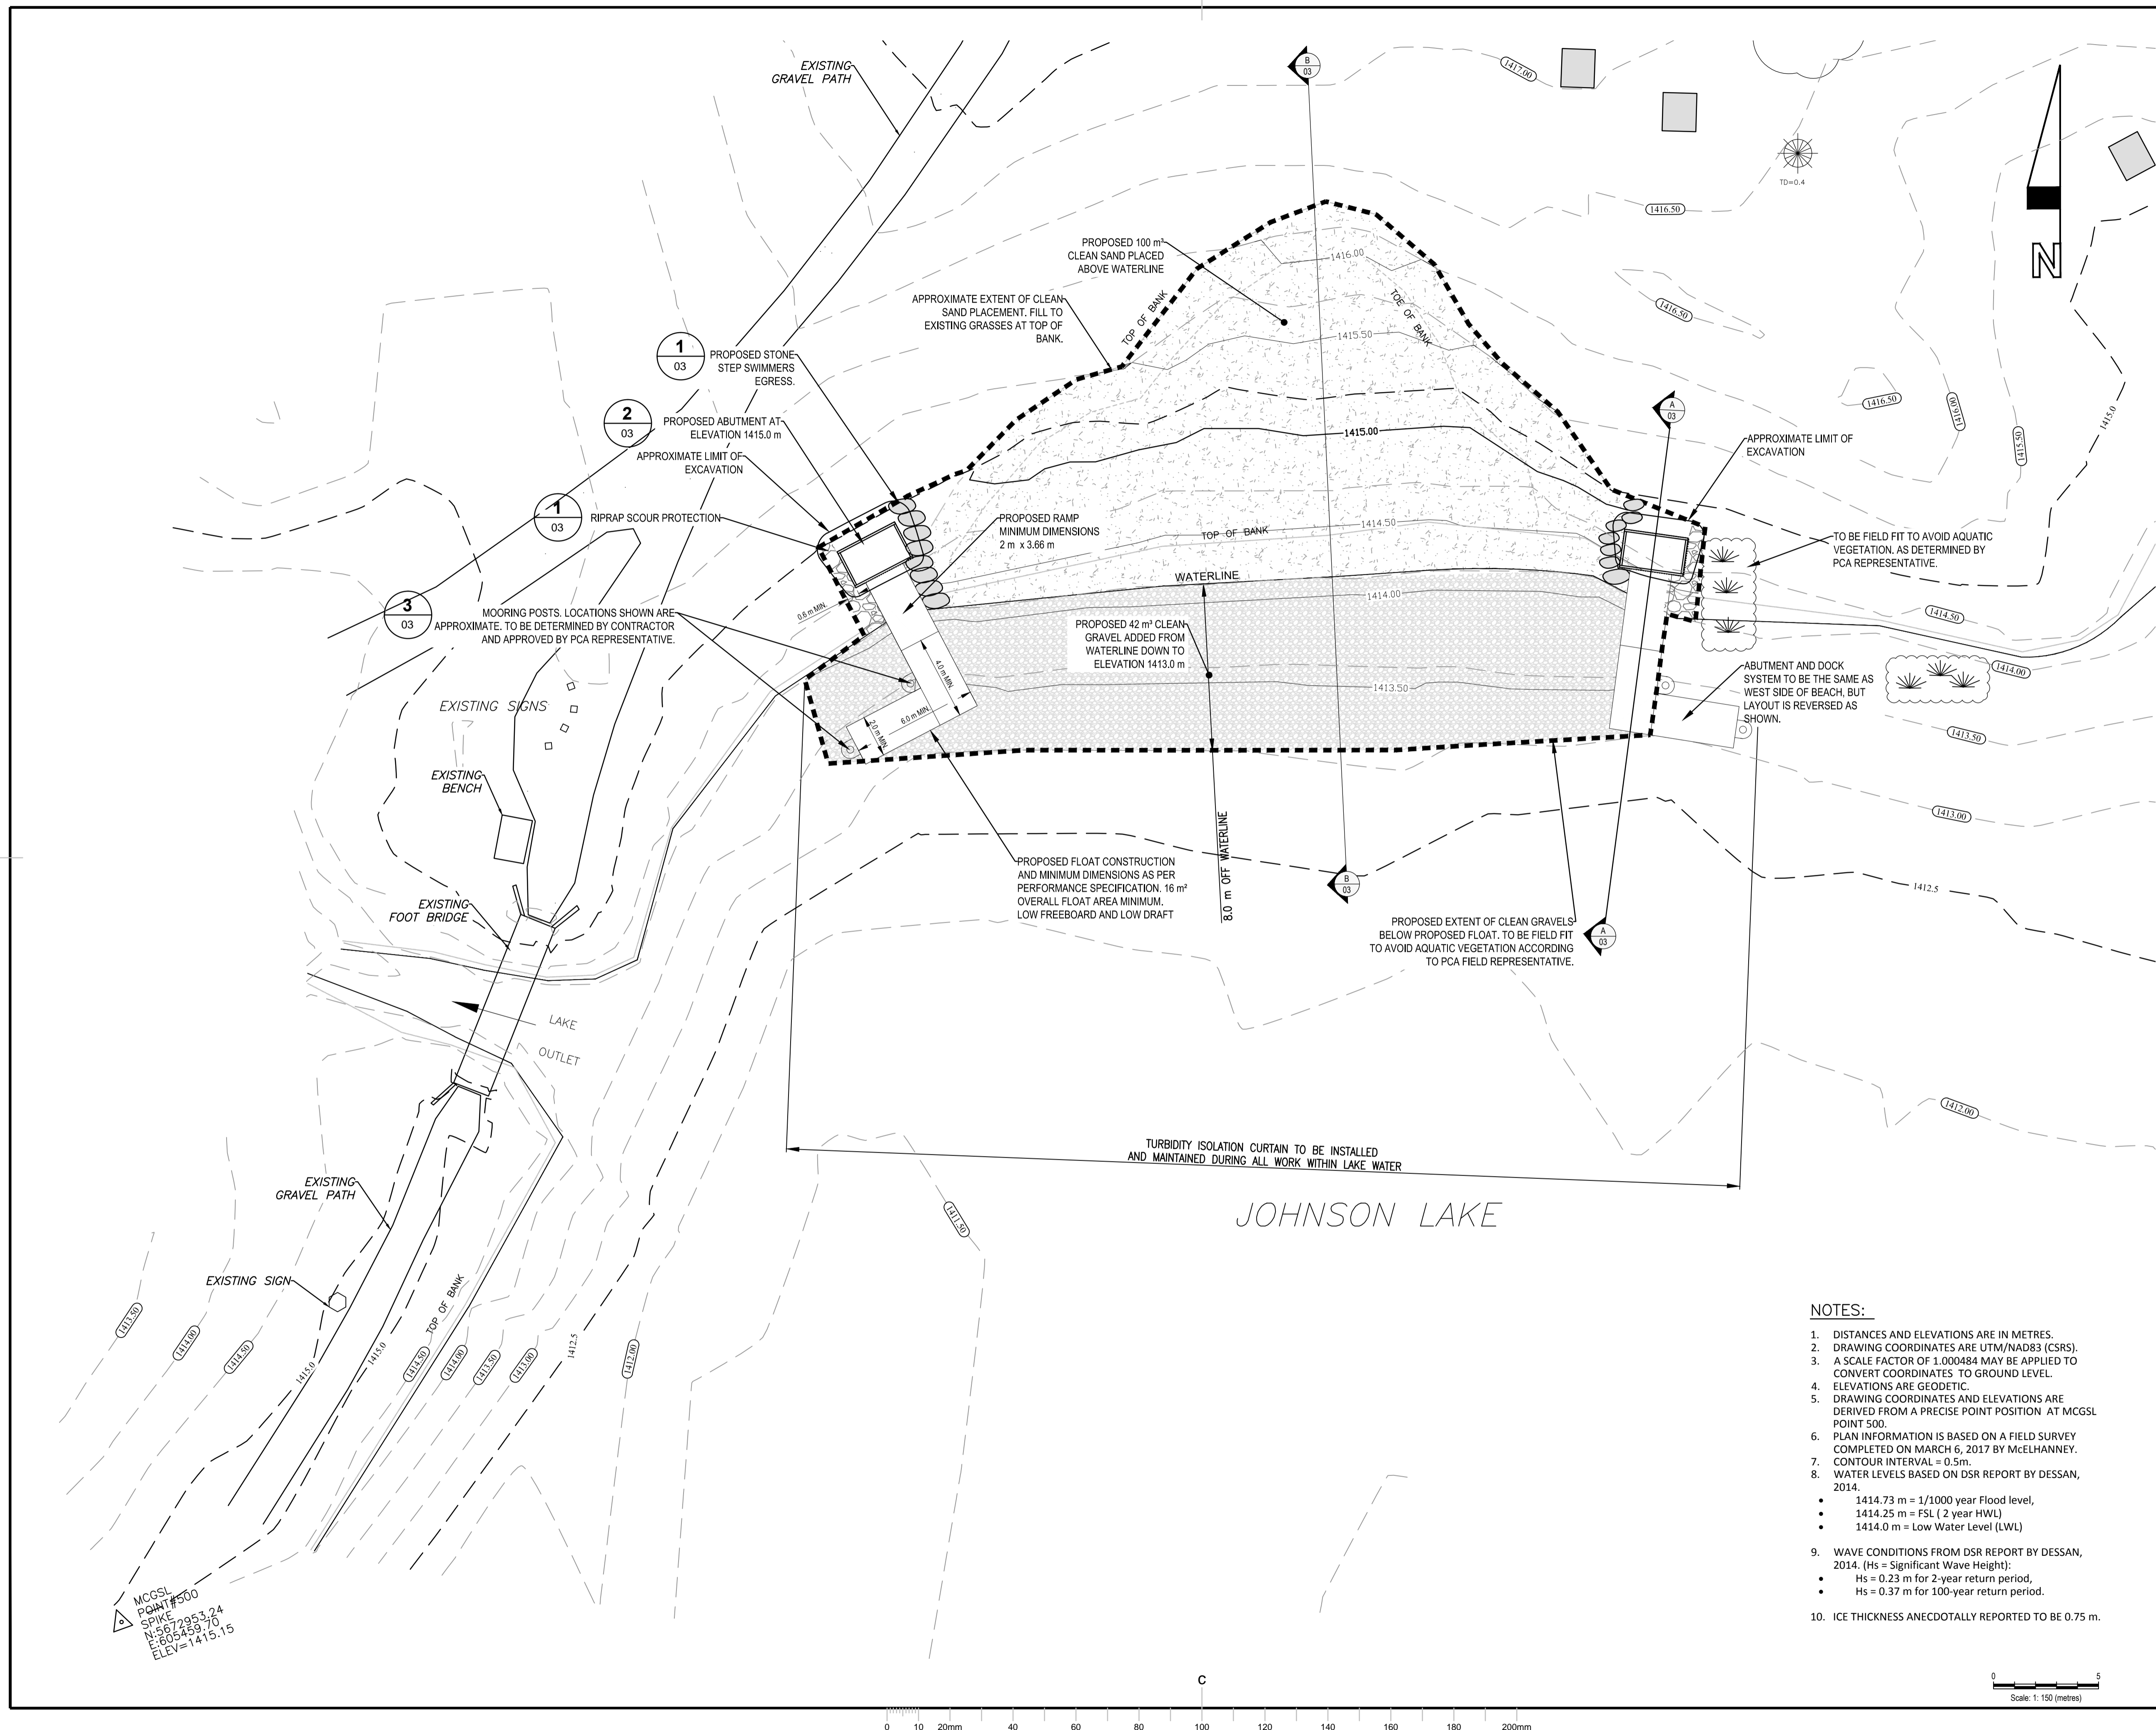 EXISTING
GRAVEL PATH
B
03
1417.00
TD=0.4
1416.50
N
PROPOSED 100 m³
CLEAN SAND PLACED
ABOVE WATERLINE
1416.00
TOP OF BANK
TOE OF BANK
1416.50
APPROXIMATE EXTENT OF CLEAN
SAND PLACEMENT. FILL TO
EXISTING GRASSES AT TOP OF
BANK.
1415.50
1
03
PROPOSED STONE
STEP SWIMMERS
EGRESS.
2
03
PROPOSED ABUTMENT AT
ELEVATION 1415.0 m
APPROXIMATE LIMIT OF
EXCAVATION
1415.00
A
03
1416.50
1416.00
1415.50
1415.0
APPROXIMATE LIMIT OF
EXCAVATION
1
03
RIPRAP SCOUR PROTECTION
PROPOSED RAMP
MINIMUM DIMENSIONS
2 m x 3.66 m
1414.50
TOP OF BANK
TO BE FIELD FIT TO AVOID AQUATIC
VEGETATION. AS DETERMINED BY
PCA REPRESENTATIVE.
WATERLINE
1414.00
3
03
MOORING POSTS. LOCATIONS SHOWN ARE
APPROXIMATE. TO BE DETERMINED BY CONTRACTOR
AND APPROVED BY PCA REPRESENTATIVE.
0.6 m MIN.
4.0 m MIN.
6.0 m MIN.
2.0 m MIN.
PROPOSED 42 m³ CLEAN
GRAVEL ADDED FROM
WATERLINE DOWN TO
ELEVATION 1413.0 m
1413.50
1414.50
1414.00
1413.50
1413.00
ABUTMENT AND DOCK
SYSTEM TO BE THE SAME AS
WEST SIDE OF BEACH, BUT
LAYOUT IS REVERSED AS
SHOWN.
EXISTING SIGNS
EXISTING
BENCH
EXISTING
FOOT BRIDGE
PROPOSED FLOAT CONSTRUCTION
AND MINIMUM DIMENSIONS AS PER
PERFORMANCE SPECIFICATION. 16 m²
OVERALL FLOAT AREA MINIMUM.
LOW FREEBOARD AND LOW DRAFT
8.0 m OFF WATERLINE
B
03
1412.5
PROPOSED EXTENT OF CLEAN GRAVELS
BELOW PROPOSED FLOAT. TO BE FIELD FIT
TO AVOID AQUATIC VEGETATION ACCORDING
TO PCA FIELD REPRESENTATIVE.
A
03
LAKE
OUTLET
1412.00
TURBIDITY ISOLATION CURTAIN TO BE INSTALLED
AND MAINTAINED DURING ALL WORK WITHIN LAKE WATER
EXISTING
GRAVEL PATH
JOHNSON LAKE
1411.50
EXISTING SIGN
TOP OF BANK
1413.50
1414.00
1414.50
1415.0
1415.0
1414.50
1414.00
1413.50
1413.00
1412.5
1412.00
NOTES:
1. DISTANCES AND ELEVATIONS ARE IN METRES.
2. DRAWING COORDINATES ARE UTM/NAD83 (CSRS).
3. A SCALE FACTOR OF 1.000484 MAY BE APPLIED TO
CONVERT COORDINATES TO GROUND LEVEL.
4. ELEVATIONS ARE GEODETIC.
5. DRAWING COORDINATES AND ELEVATIONS ARE
DERIVED FROM A PRECISE POINT POSITION AT MCGSL
POINT 500.
6. PLAN INFORMATION IS BASED ON A FIELD SURVEY
COMPLETED ON MARCH 6, 2017 BY McELHANNEY.
7. CONTOUR INTERVAL = 0.5m.
8. WATER LEVELS BASED ON DSR REPORT BY DESSAN,
2014.
• 1414.73 m = 1/1000 year Flood level,
• 1414.25 m = FSL ( 2 year HWL)
• 1414.0 m = Low Water Level (LWL)
9. WAVE CONDITIONS FROM DSR REPORT BY DESSAN,
2014. (Hs = Significant Wave Height):
• Hs = 0.23 m for 2-year return period,
• Hs = 0.37 m for 100-year return period.
10. ICE THICKNESS ANECDOTALLY REPORTED TO BE 0.75 m.
MCGSL
POINT#500
SPIKE
N:5672953.24
E:605459.70
ELEV=1415.15
0 5
Scale: 1: 150 (metres)
C
0 10 20mm 40 60 80 100 120 140 160 180 200mm